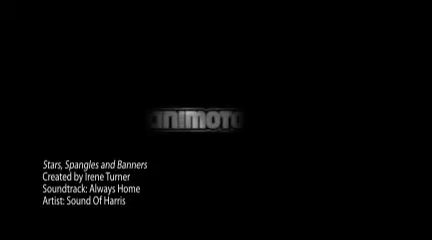 animoto
Stars, Spangles and Banners
Created by Irene Turner
Soundtrack: Always Home
Artist: Sound Of Harris